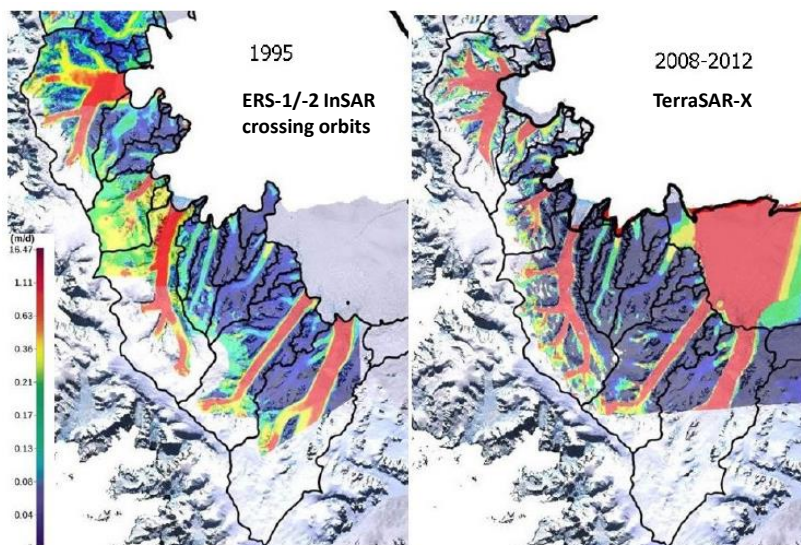 1995
ERS-1/-2 InSAR
crossing orbits
2008-2012
TerraSAR-X
(m/d)
16.47
1.11
0.63
0.36
0.21
0.17
0.13
0.08
0.04